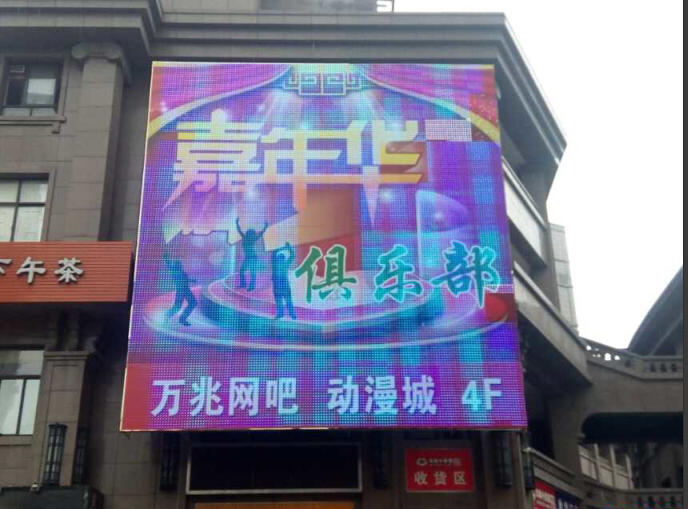 嘉年华
俱乐部
下午茶
万兆网吧 动漫城 4F
收货区